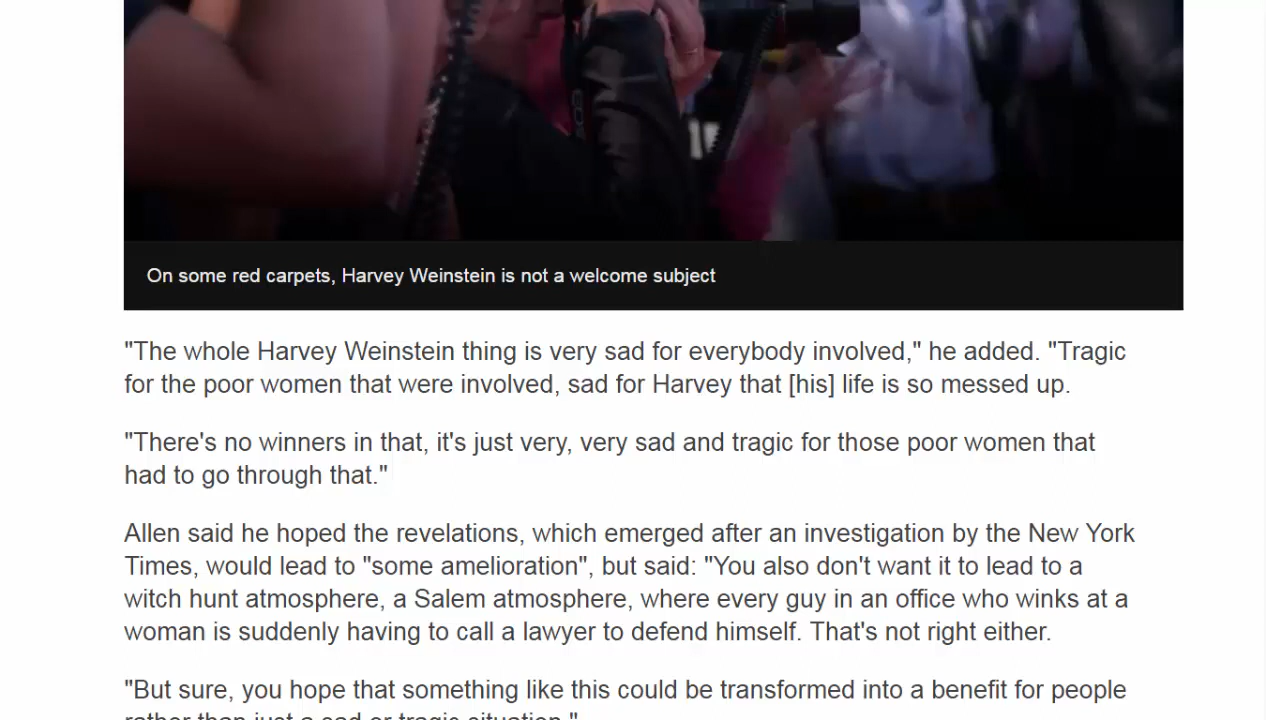 On some red carpets, Harvey Weinstein is not a welcome subject
"The whole Harvey Weinstein thing is very sad for everybody involved," he added. "Tragic
for the poor women that were involved, sad for Harvey that [his] life is so messed up.
"There's no winners in that, it's just very, very sad and tragic for those poor women that
had to go through that."
Allen said he hoped the revelations, which emerged after an investigation by the New York
Times, would lead to "some amelioration", but said: "You also don't want it to lead to a
witch hunt atmosphere, a Salem atmosphere, where every guy in an office who winks at a
woman is suddenly having to call a lawyer to defend himself. That's not right either.
"But sure, you hope that something like this could be transformed into a benefit for people
rather than just a sad or tragic situation."